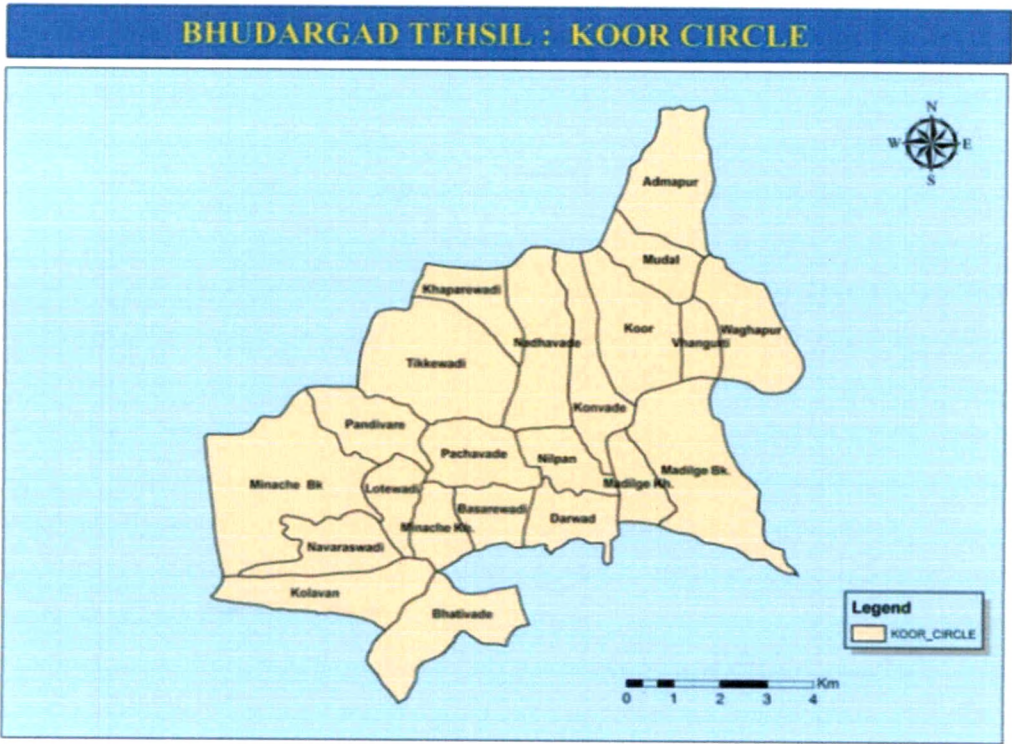 BHUDARGAD TEHSIL : KOOR CIRCLE
N
W E
S
Admapur
Mudal
Khaparewadi
Koor
Waghapur
Nadhavade
Vhangutti
Tikkewadi
Konvade
Pandivare
Pachavade
Nilpan
Madilge Bk.
Minache Bk
Lotewadi
Madilge Kh.
Basarewadi
Darwad
Minache Kh.
Navaraswadi
Kolavan
Bhativade
Legend
KOOR_CIRCLE
Km
0 1 2 3 4